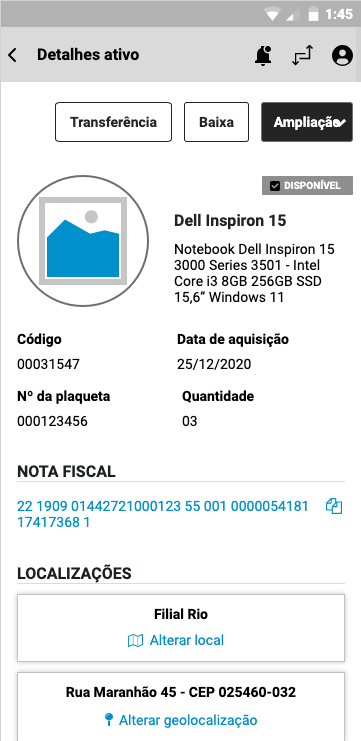 1:45
Detalhes ativo
Transferência
Baixa
Ampliação
DISPONÍVEL
Dell Inspiron 15
Notebook Dell Inspiron 15
3000 Series 3501 - Intel
Core i3 8GB 256GB SSD
15,6” Windows 11
Código
Data de aquisição
00031547
25/12/2020
Nº da plaqueta
Quantidade
000123456
03
NOTA FISCAL
22 1909 01442721000123 55 001 0000054181
17417368 1
LOCALIZAÇÕES
Filial Rio
Alterar local
Rua Maranhão 45 - CEP 025460-032
Alterar geolocalização